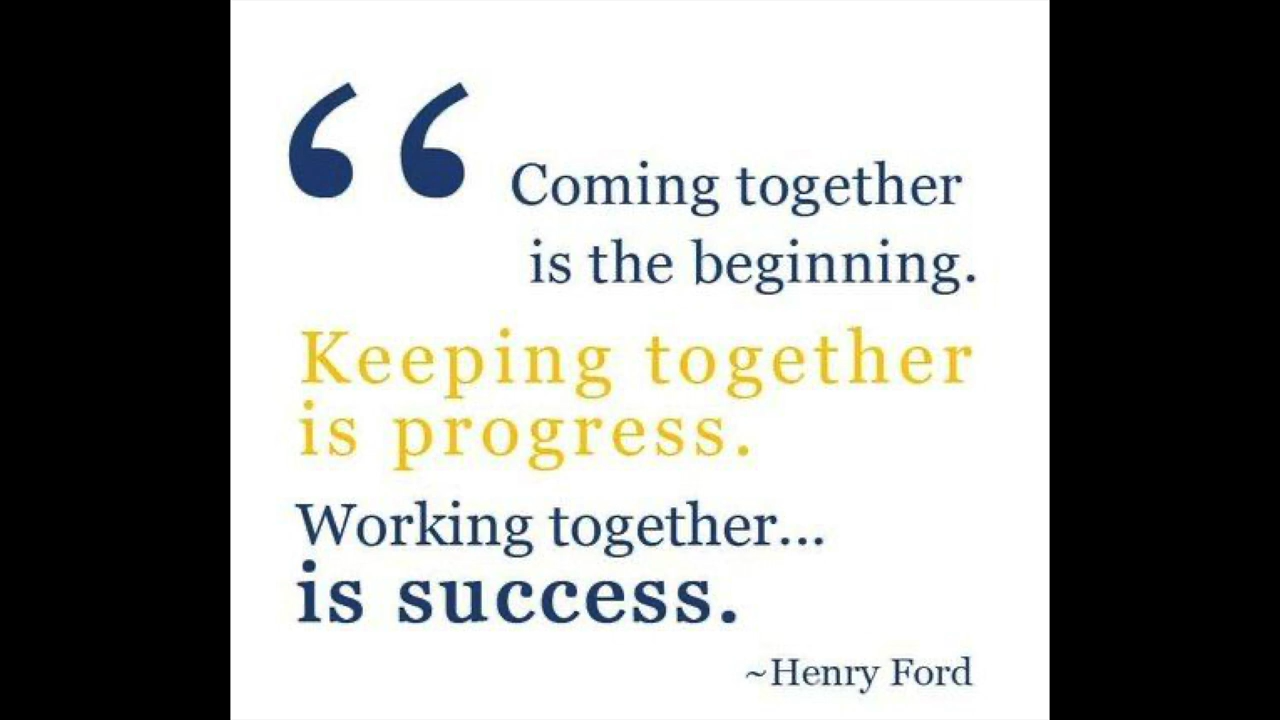 “ Coming together
is the beginning.
Keeping together
is progress.
Working together...
is success.
~Henry Ford